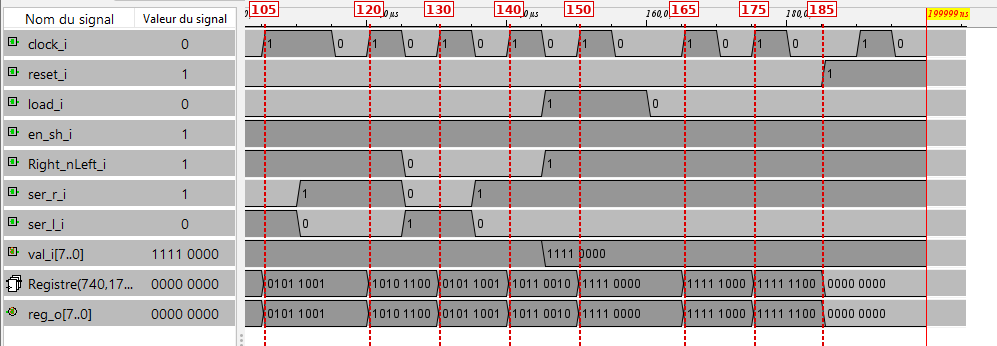 105 120 130 140 150 165 175 185
Nom du signal Valeur du signal 160,0 180,0 199999 ns
clock_i 0 1 0 1 0 1 0 1 0 1 0 1 0 1 0 1 0
reset_i 1 1
load_i 0 1 0
en_sh_i 1
Right_nLeft_i 1 0 1
ser_r_i 1 1 0 1
ser_l_i 0 0 1 0
val_i[7..0] 1111 0000 1111 0000
Registre(740,17... 0000 0000 0101 1001 1010 1100 0101 1001 1011 0010 1111 0000 1111 1000 1111 1100 0000 0000
reg_o[7..0] 0000 0000 0101 1001 1010 1100 0101 1001 1011 0010 1111 0000 1111 1000 1111 1100 0000 0000